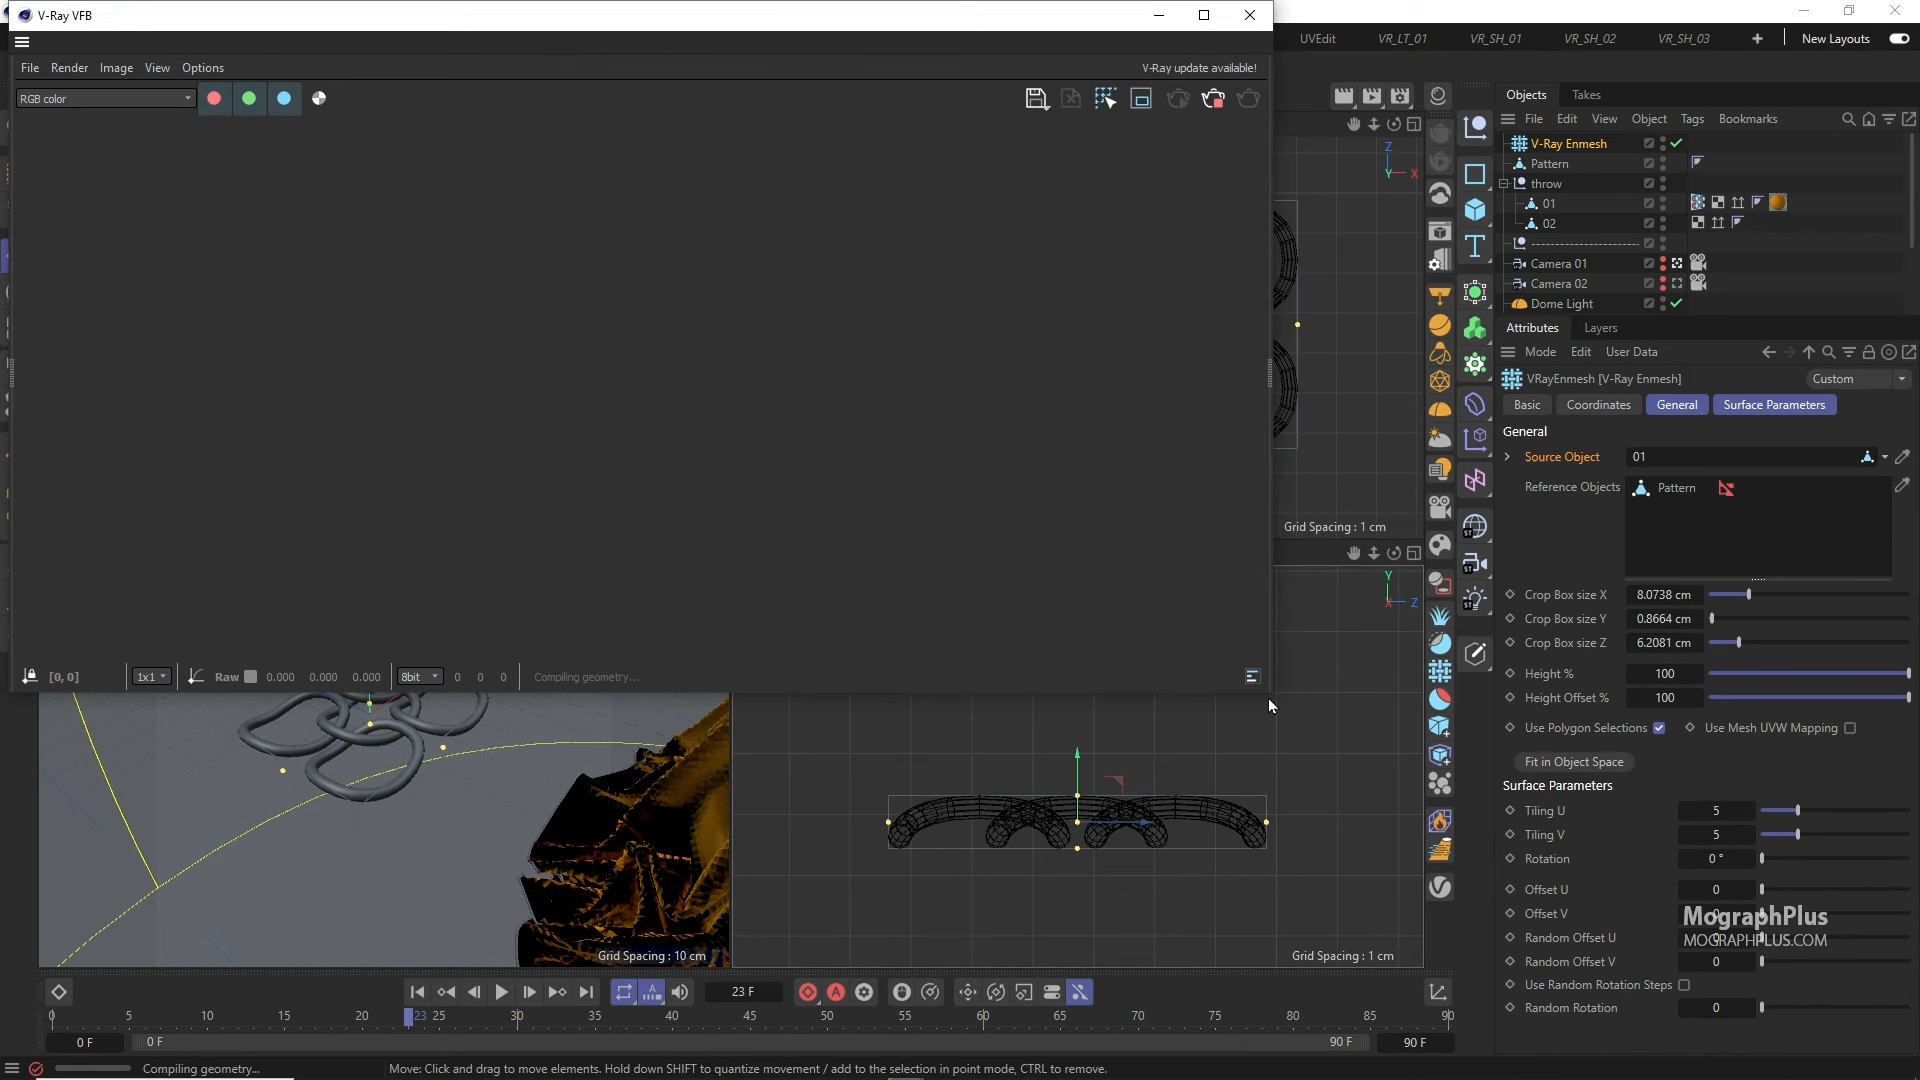 V-Ray VFB
UVEdit VR_LT_01 VR_SH_01 VR_SH_02 VR_SH_03 New Layouts
File Render Image View Options
V-Ray update available!
RGB color
Objects Takes
File Edit View Object Tags Bookmarks
V-Ray Enmesh
Pattern
throw
01
02
------------------------
Camera 01
Camera 02
Dome Light
Z
Y X
Grid Spacing : 1 cm
Attributes Layers
Mode Edit User Data
VRayEnmesh [V-Ray Enmesh] Custom
Basic Coordinates General Surface Parameters
General
Source Object 01
Reference Objects Pattern
Crop Box size X 8.0738 cm
Crop Box size Y 0.8664 cm
Crop Box size Z 6.2081 cm
Height % 100
Height Offset % 100
Use Polygon Selections Use Mesh UVW Mapping
Fit in Object Space
Surface Parameters
Tiling U 5
Tiling V 5
Rotation 0 °
Offset U 0
Offset V 0
Random Offset U 0
Random Offset V 0
Use Random Rotation Steps
Random Rotation 0
MographPlus
MOGRAPHPLUS.COM
Y
X Z
[0, 0] 1x1 Raw 0.000 0.000 0.000 8bit 0 0 0 Compiling geometry...
Grid Spacing : 10 cm
Grid Spacing : 1 cm
23 F
0 5 10 15 20 23 25 30 35 40 45 50 55 60 65 70 75 80 85 90
0 F 0 F 90 F 90 F
Compiling geometry... Move: Click and drag to move elements. Hold down SHIFT to quantize movement / add to the selection in point mode, CTRL to remove.